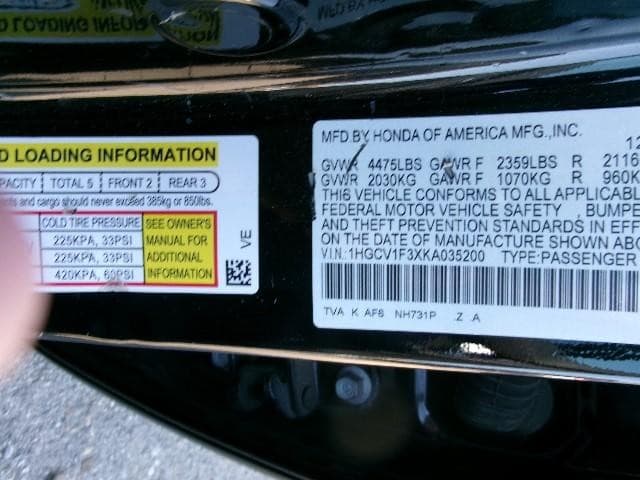 D LOADING INFORMATION
PACITY TOTAL 5 FRONT 2 REAR 3
and cargo should never exceed 385kg or 850lbs.
COLD TIRE PRESSURE SEE OWNER'S
225KPA, 33PSI MANUAL FOR
225KPA, 33PSI ADDITIONAL
420KPA, 60PSI INFORMATION
VE
MFD.BY HONDA OF AMERICA MFG.,INC. 12
GVWR 4475LBS GAWR F 2359LBS R 2116
GVWR 2030KG GAWR F 1070KG R 960K
THIS VEHICLE CONFORMS TO ALL APPLICABL
FEDERAL MOTOR VEHICLE SAFETY , BUMPE
AND THEFT PREVENTION STANDARDS IN EFF
ON THE DATE OF MANUFACTURE SHOWN ABO
V.I.N.:1HGCV1F3XKA035200 TYPE:PASSENGER
TVA K AF8 NH731P Z A